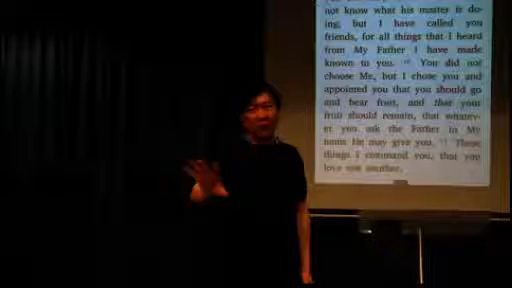 not know what his master is do-
ing, but I have called you
friends, for all things that I heard
from My Father I have made
known to you. 16 You did not
choose Me, but I chose you and
appointed you that you should go
and bear fruit, and that your
fruit should remain, that whatev-
er you ask the Father in My
name He may give you. 17 These
things I command you, that you
love one another.